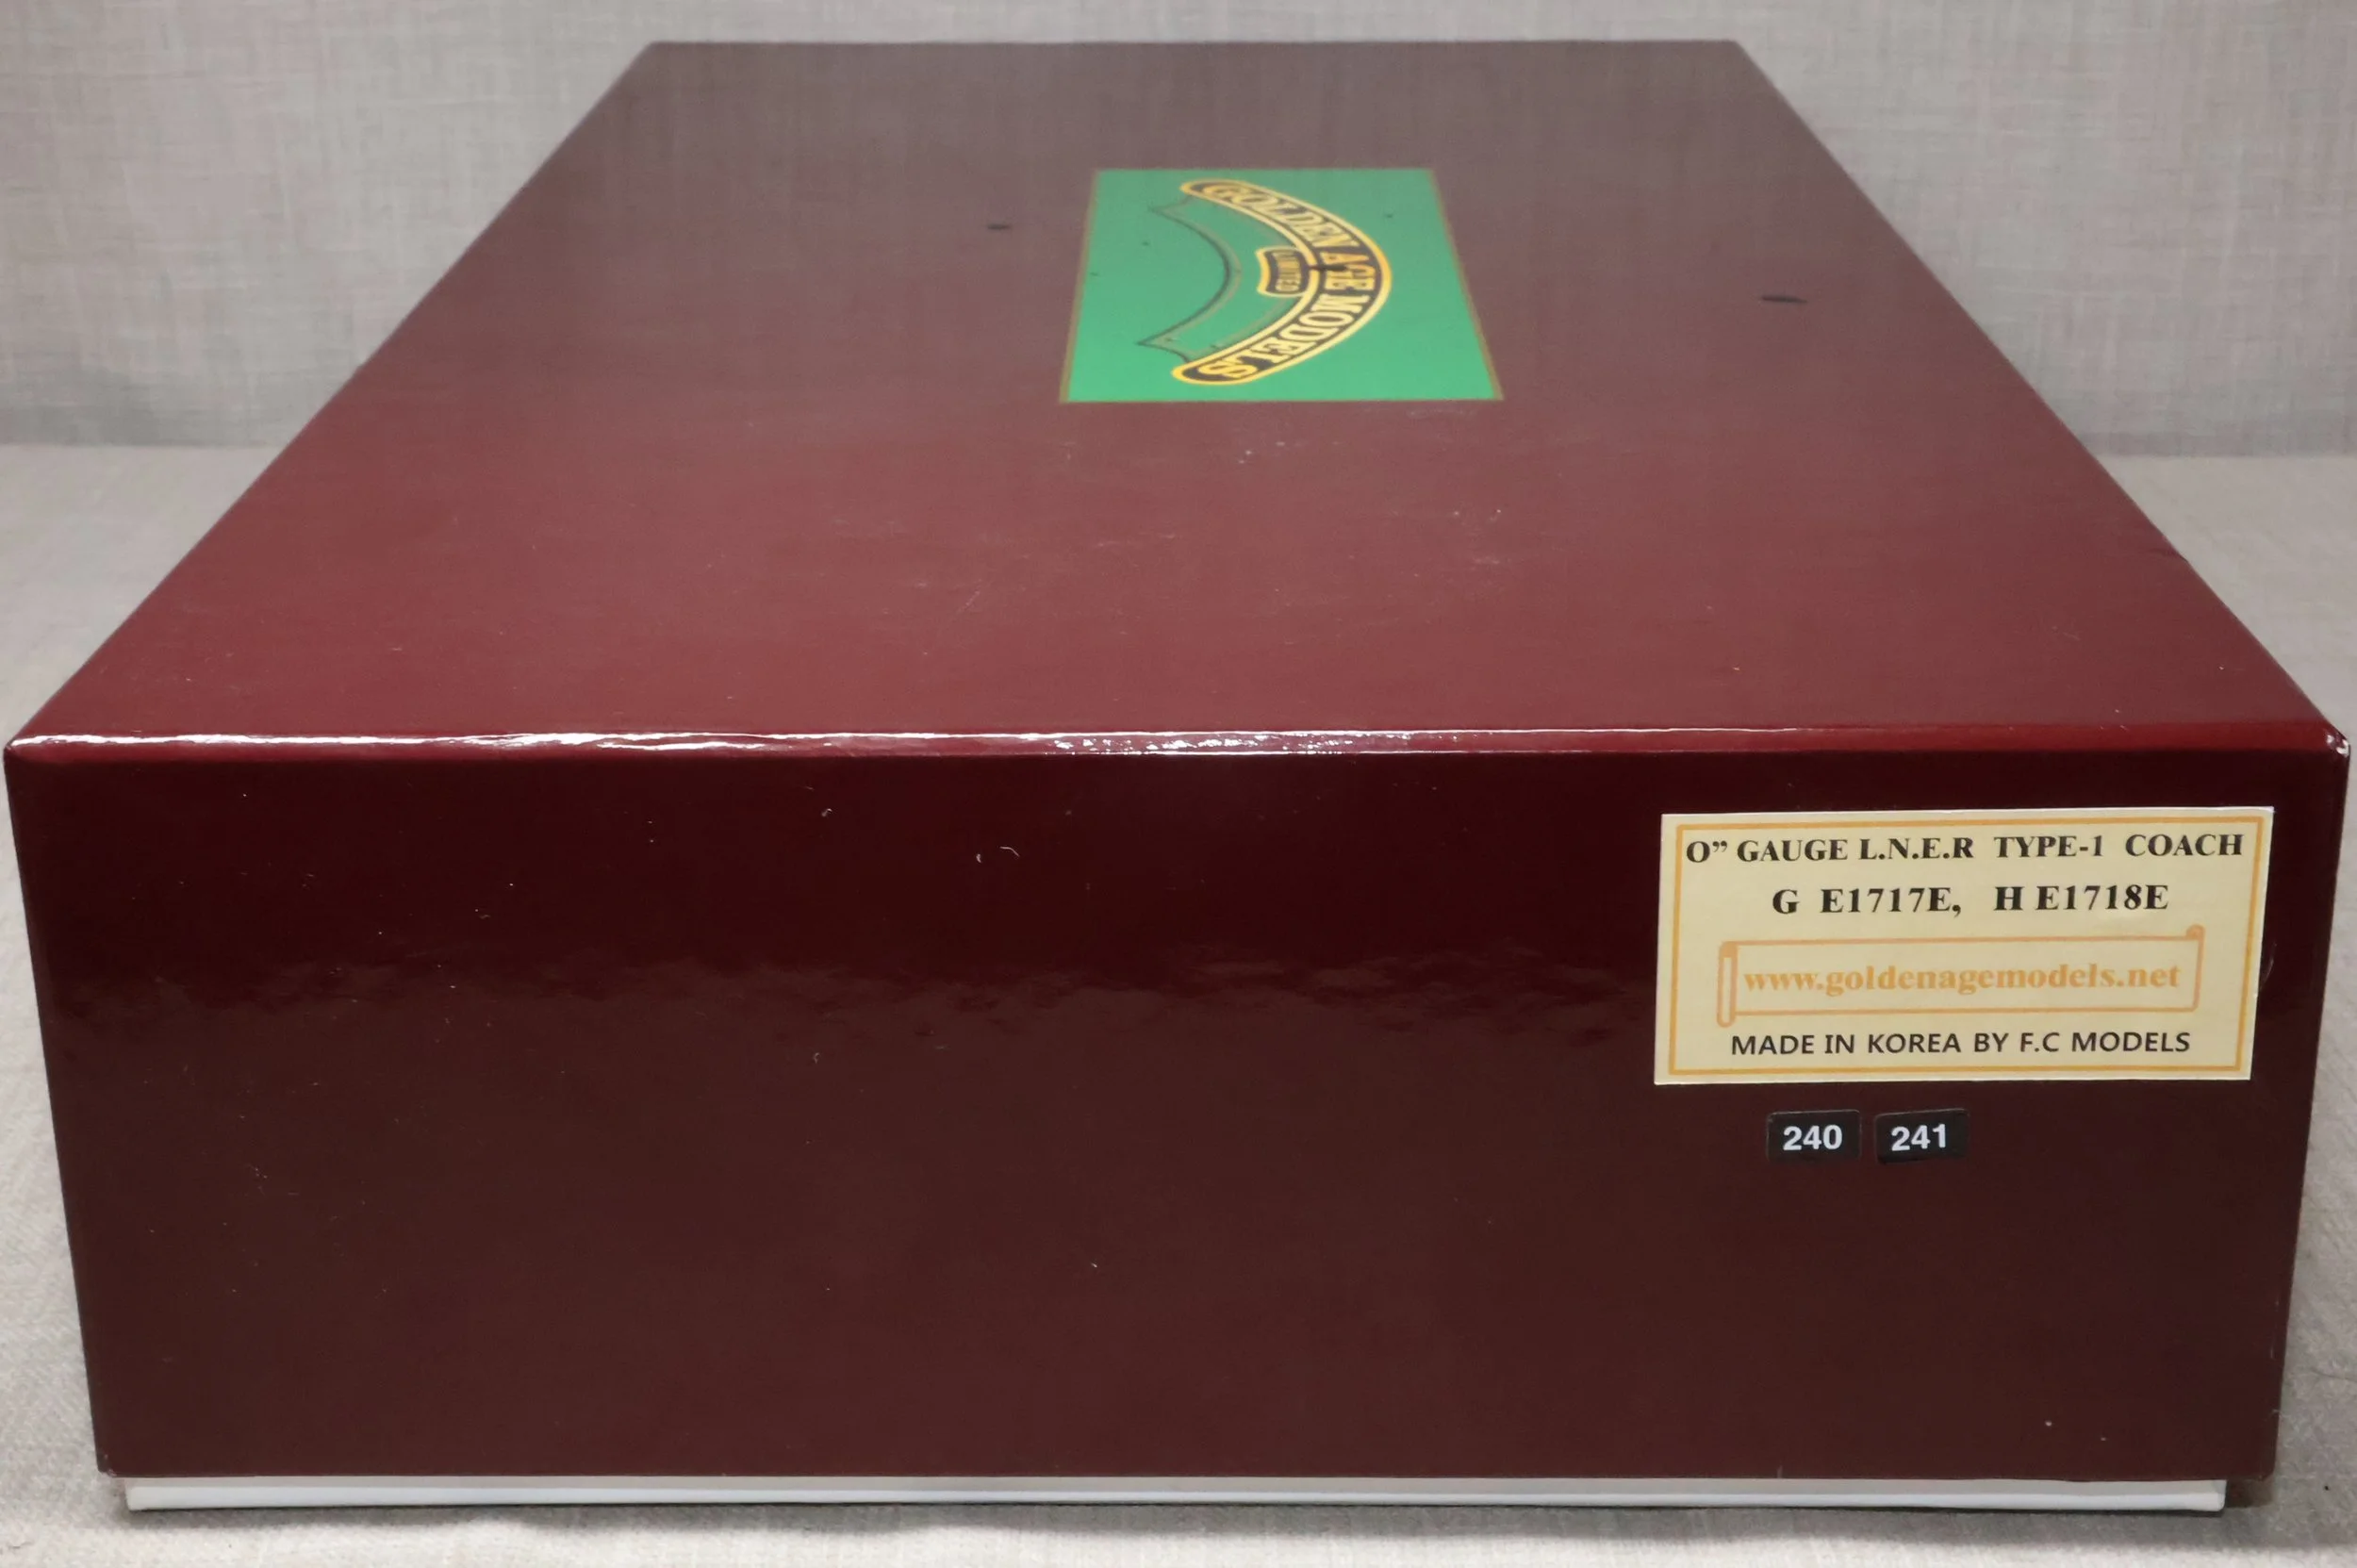 GOLDEN AGE MODELS
LIMITED
O” GAUGE L.N.E.R TYPE-1 COACH
G E1717E, H E1718E
www.goldenagemodels.net
MADE IN KOREA BY F.C MODELS
240 241